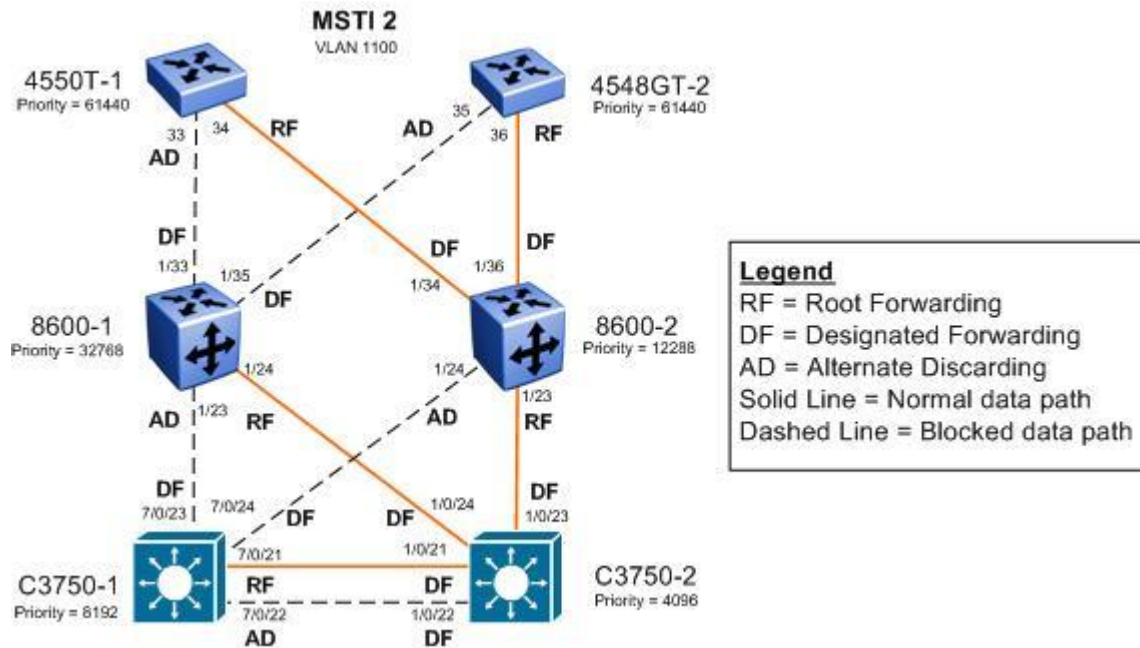 MSTI 2
VLAN 1100
4550T-1
Priority = 61440
4548GT-2
Priority = 61440
33
34
RF
AD
AD
35
36
RF
DF
1/33
1/35
DF
DF
1/34
1/36
DF
8600-1
Priority = 32768
8600-2
Priority = 12288
1/24
1/23
AD
RF
1/24
AD
1/23
RF
DF
7/0/23
7/0/24
DF
DF
1/0/24
DF
1/0/23
7/0/21
1/0/21
C3750-1
Priority = 8192
RF
DF
7/0/22
1/0/22
AD
DF
C3750-2
Priority = 4096
Legend
RF = Root Forwarding
DF = Designated Forwarding
AD = Alternate Discarding
Solid Line = Normal data path
Dashed Line = Blocked data path